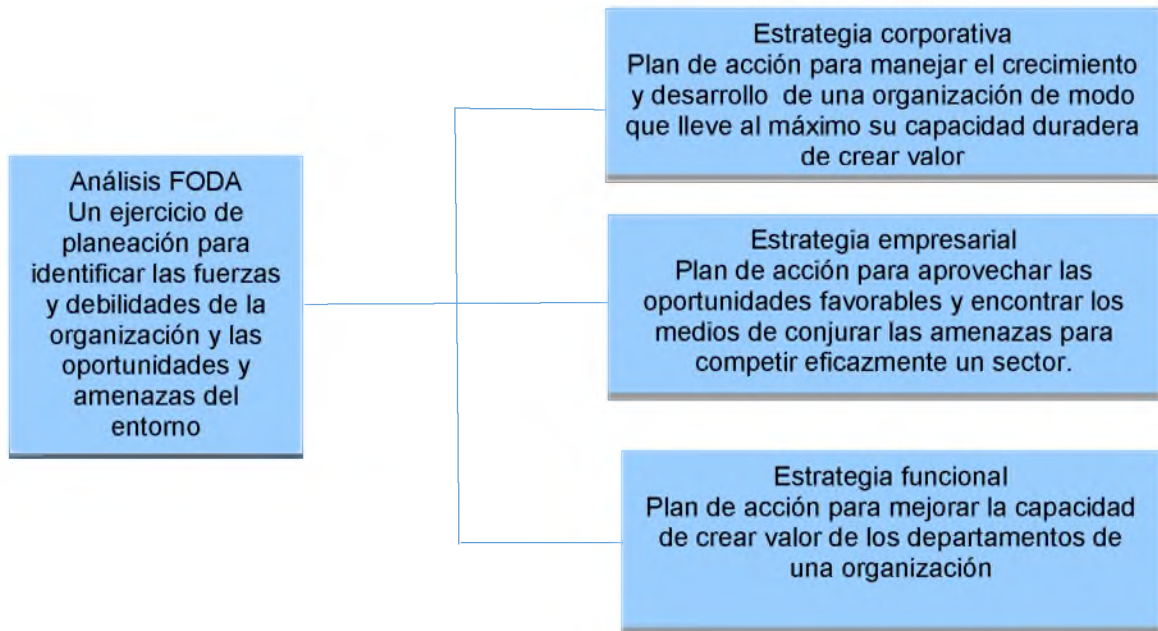 Análisis FODA
Un ejercicio de
planeación para
identificar las fuerzas
y debilidades de la
organización y las
oportunidades y
amenazas del
entorno
Estrategia corporativa
Plan de acción para manejar el crecimiento
y desarrollo de una organización de modo
que lleve al máximo su capacidad duradera
de crear valor
Estrategia empresarial
Plan de acción para aprovechar las
oportunidades favorables y encontrar los
medios de conjurar las amenazas para
competir eficazmente un sector.
Estrategia funcional
Plan de acción para mejorar la capacidad
de crear valor de los departamentos de
una organización